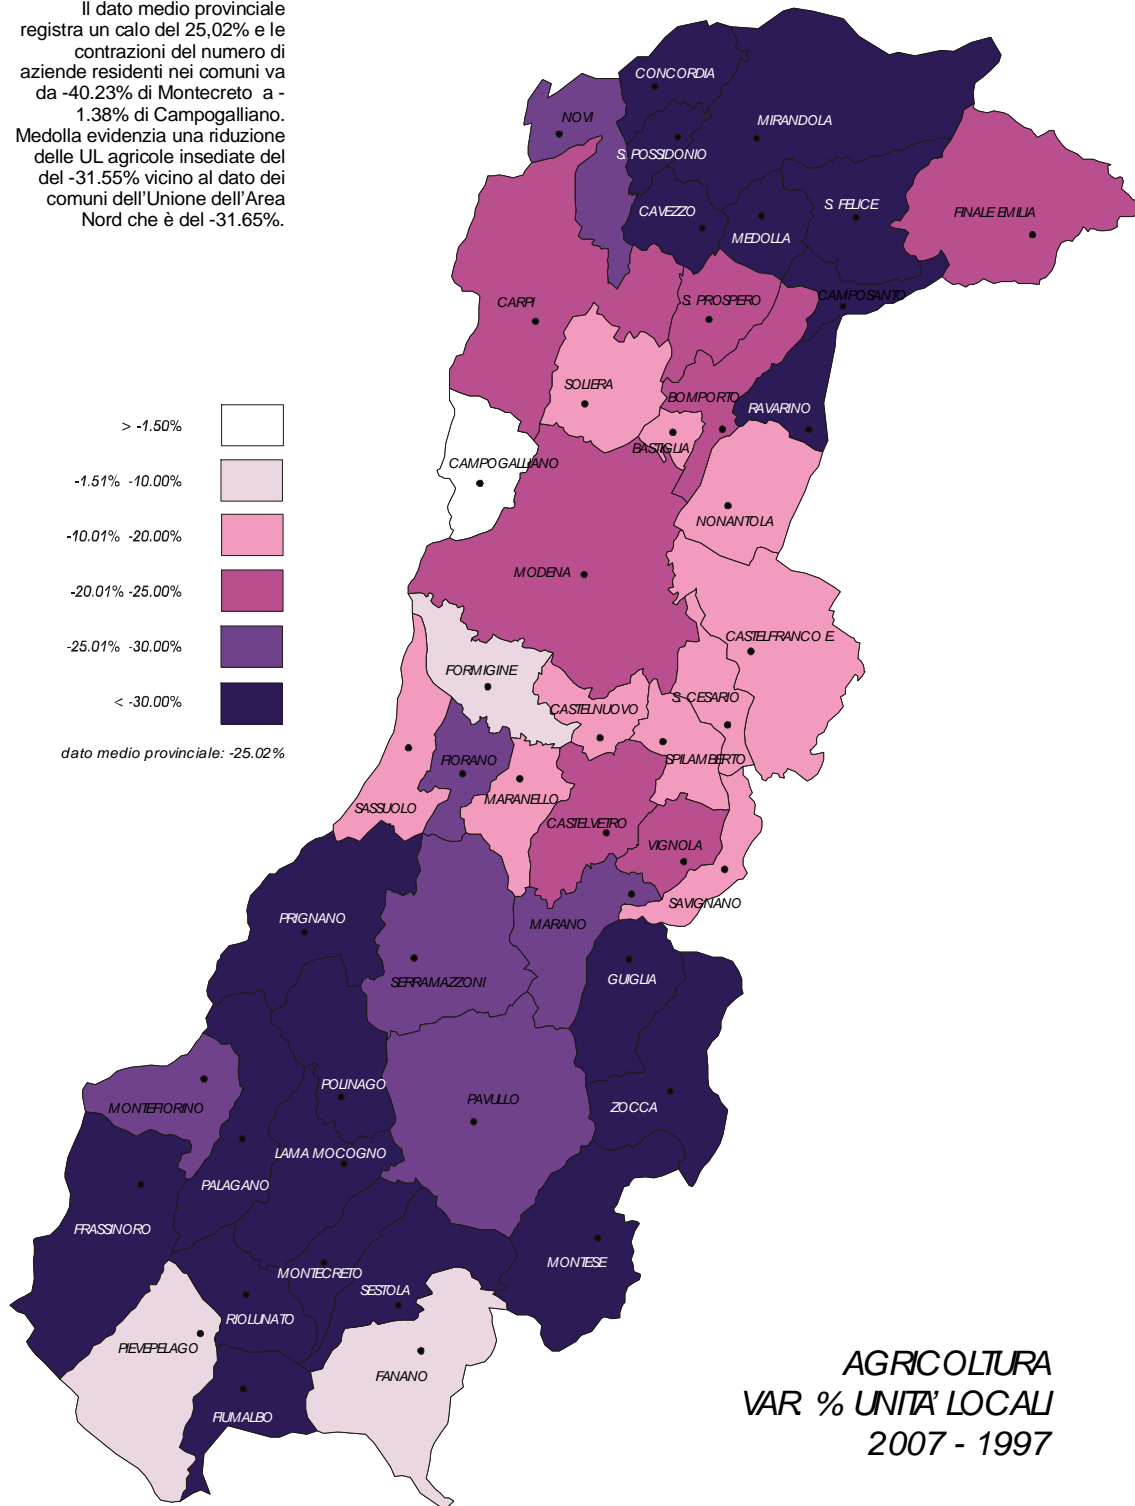 Il dato medio provinciale
registra un calo del 25,02% e le
contrazioni del numero di
aziende residenti nei comuni va
da -40.23% di Montecreto a -
1.38% di Campogalliano.
Medolla evidenzia una riduzione
delle UL agricole insediate del
del -31.55% vicino al dato dei
comuni dell'Unione dell'Area
Nord che è del -31.65%.
CONCORDIA
NOVI
MIRANDOLA
S. POSSIDONIO
CAVEZZO
MEDOLLA
S. FELICE
FINALE EMILIA
CARPI
S. PROSPERO
CAMPOSANTO
SOLIERA
BOMPORTO
RAVARINO
BASTIGLIA
CAMPOGALLIANO
NONANTOLA
MODENA
CASTELFRANCO E.
FORMIGINE
S. CESARIO
CASTELNUOVO
FIORANO
SPILAMBERTO
MARANELLO
SASSUOLO
CASTELVETRO
VIGNOLA
SAVIGNANO
PRIGNANO
MARANO
GUIGLIA
SERRAMAZZONI
POLINAGO
PAVULLO
MONTEFIORINO
ZOCCA
LAMA MOCOGNO
PALAGANO
FRASSINORO
MONTESE
MONTECRETO
SESTOLA
RIOLUNATO
PIEVEPELAGO
FANANO
FIUMALBO
> -1.50%
-1.51% -10.00%
-10.01% -20.00%
-20.01% -25.00%
-25.01% -30.00%
< -30.00%
dato medio provinciale: -25.02%
AGRICOLTURA
VAR % UNITA' LOCALI
2007 - 1997